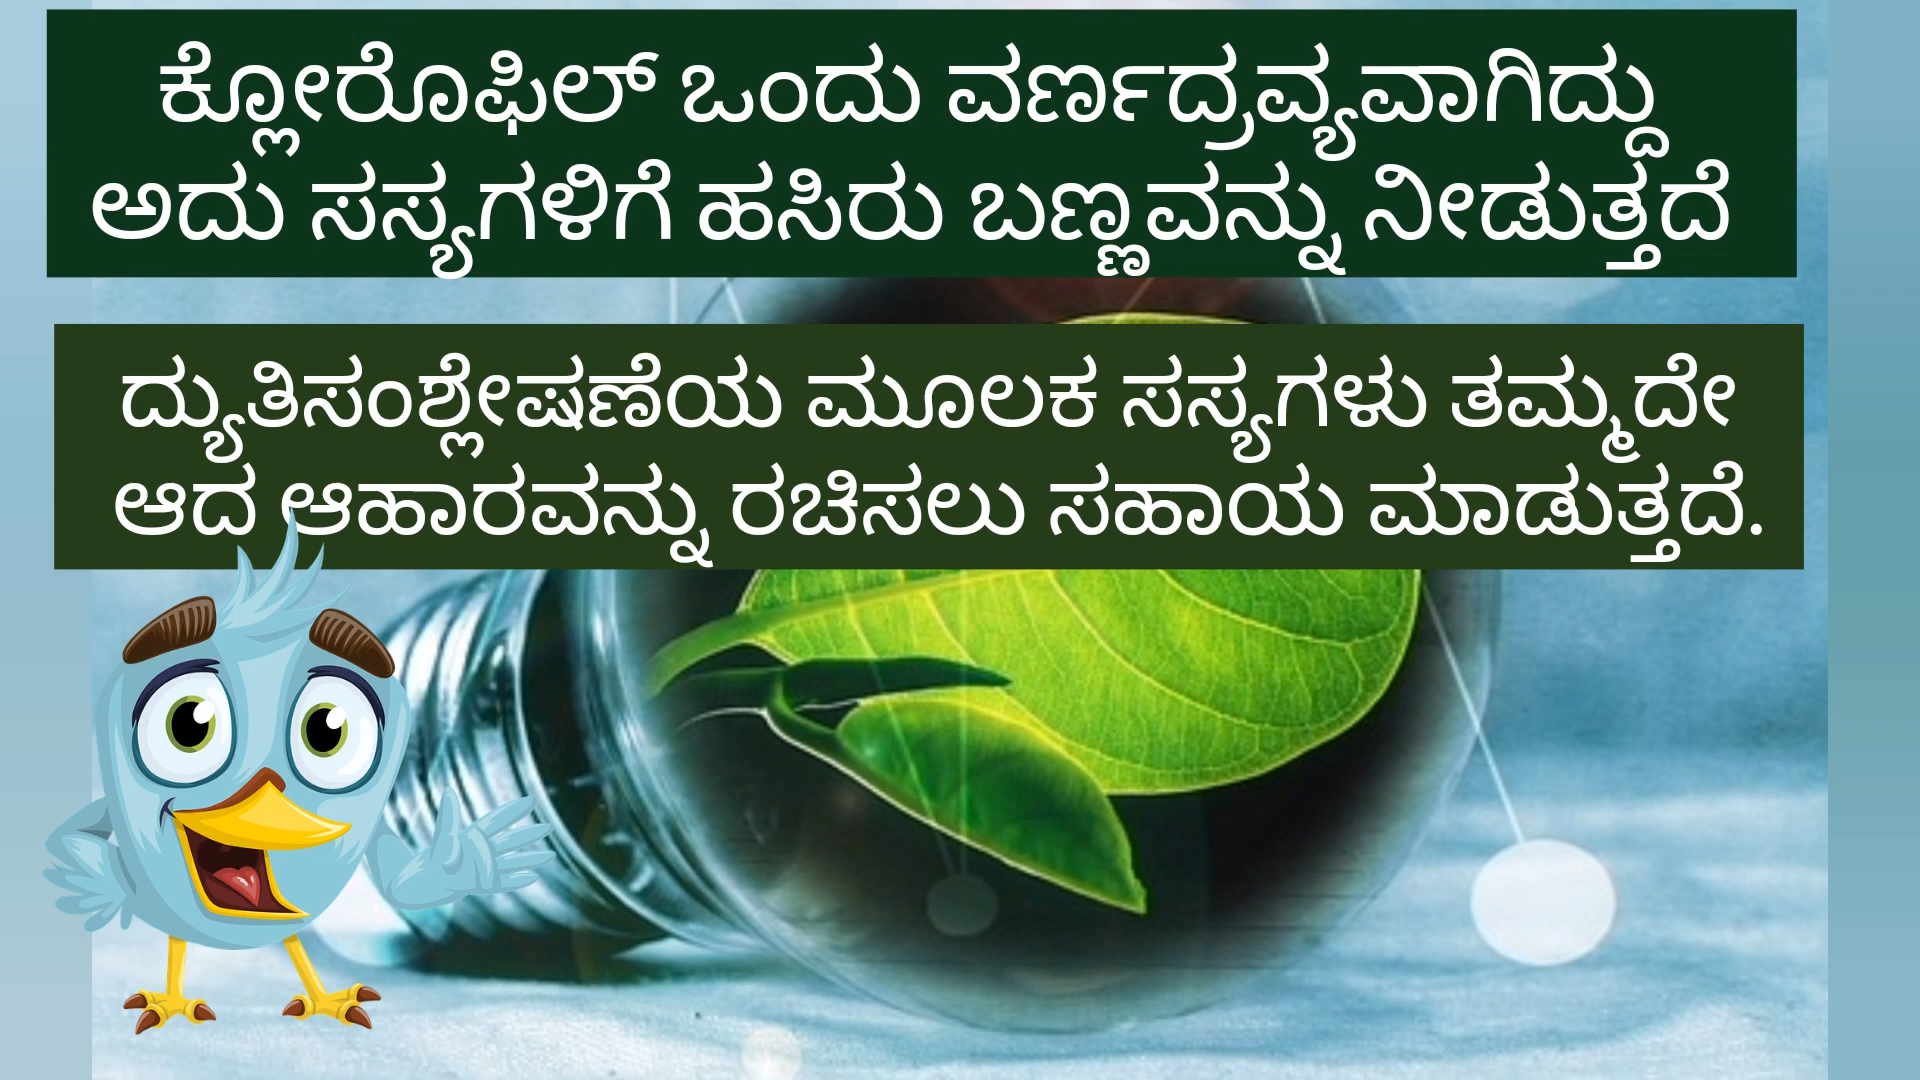 ಕ್ಲೋರೊಫಿಲ್ ಒಂದು ವರ್ಣದ್ರವ್ಯವಾಗಿದ್ದು
ಅದು ಸಸ್ಯಗಳಿಗೆ ಹಸಿರು ಬಣ್ಣವನ್ನು ನೀಡುತ್ತದೆ
ದ್ಯುತಿಸಂಶ್ಲೇಷಣೆಯ ಮೂಲಕ ಸಸ್ಯಗಳು ತಮ್ಮದೇ
ಆದ ಆಹಾರವನ್ನು ರಚಿಸಲು ಸಹಾಯ ಮಾಡುತ್ತದೆ.